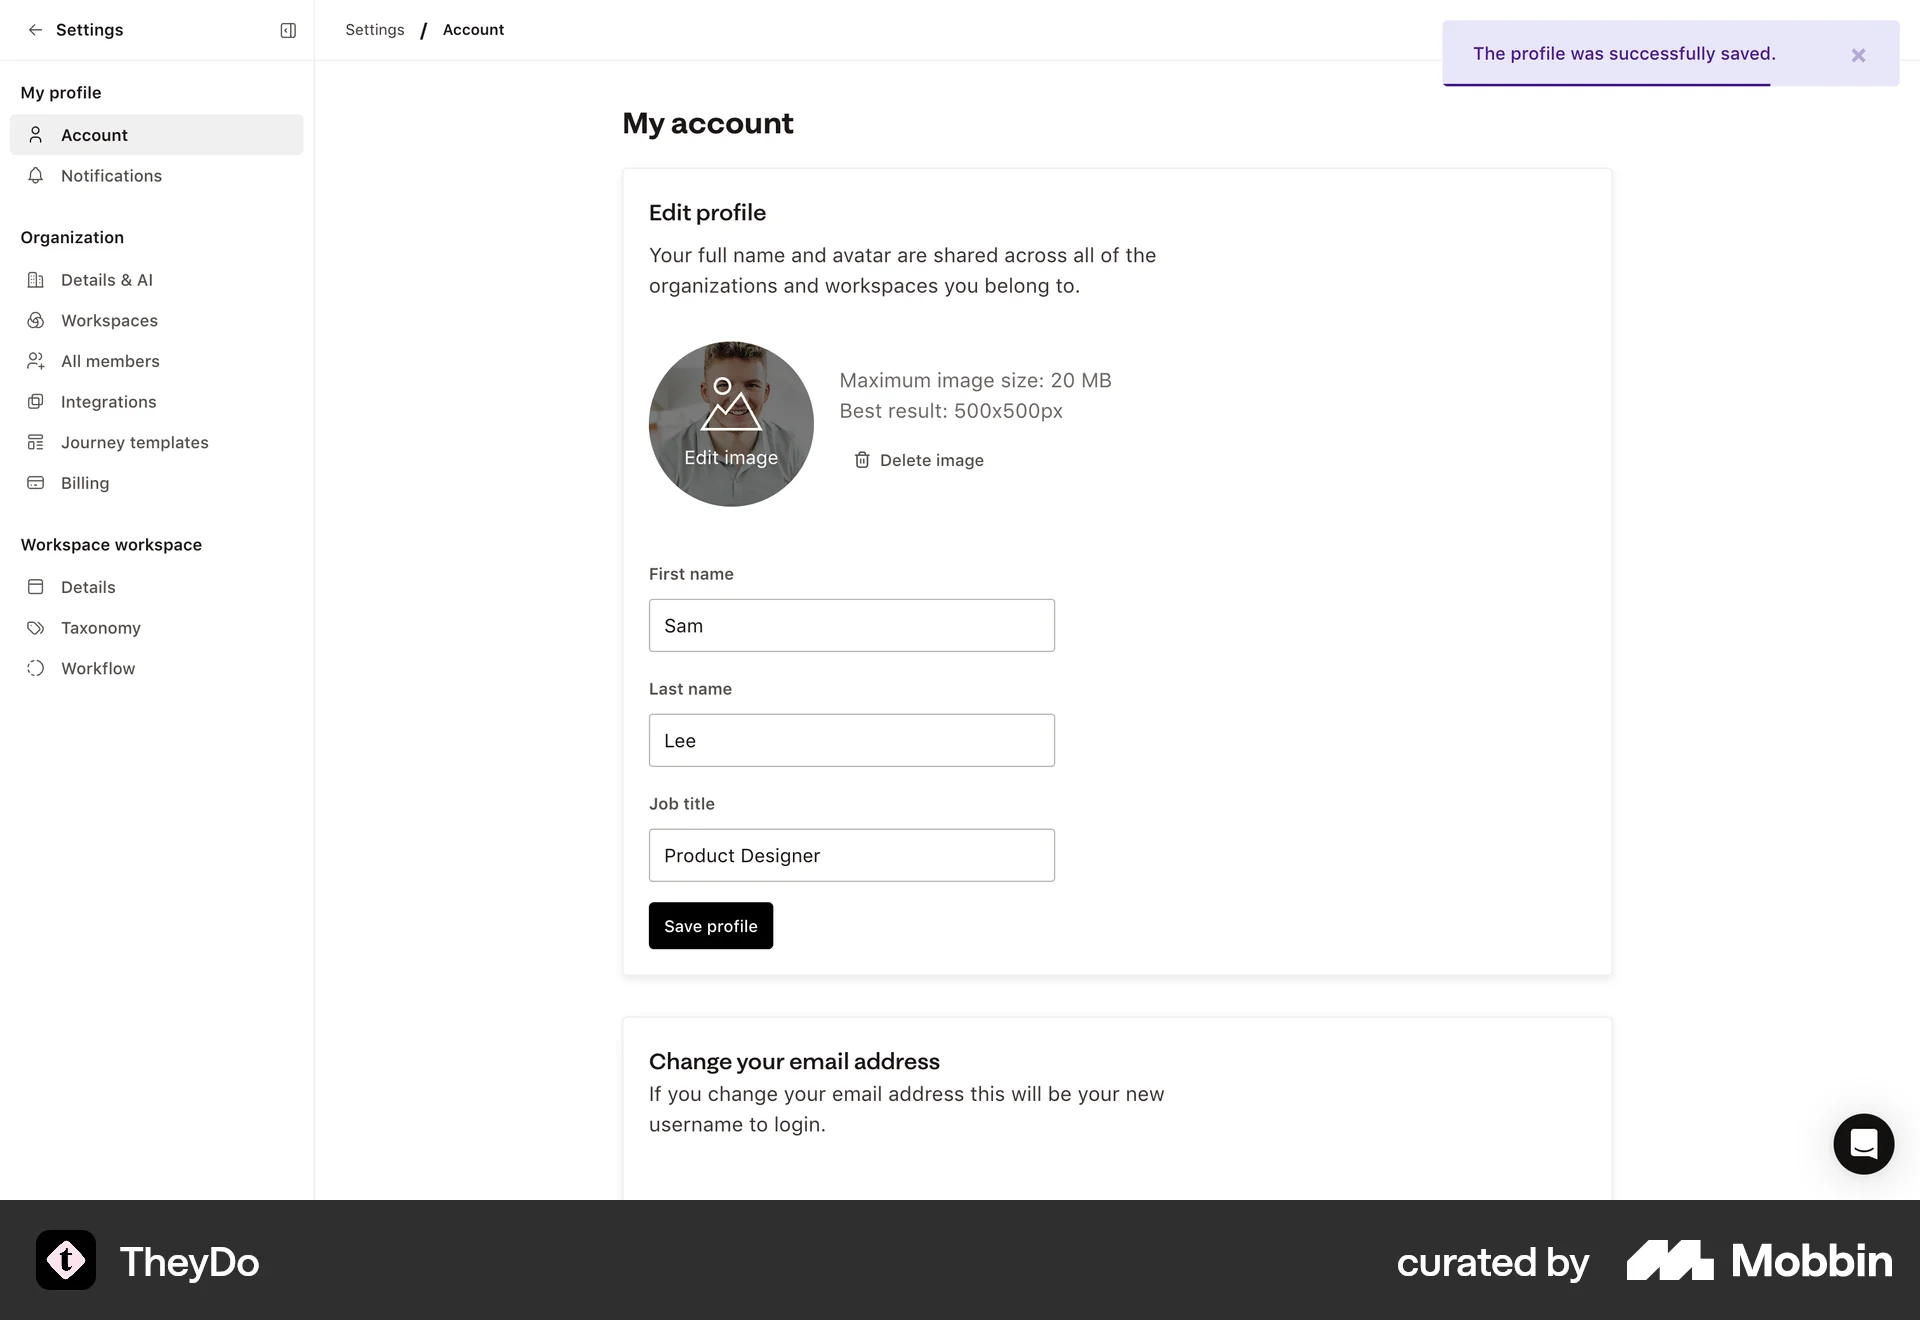 Settings
Settings / Account
The profile was successfully saved.
My profile
Account
Notifications
Organization
Details & AI
Workspaces
All members
Integrations
Journey templates
Billing
Workspace workspace
Details
Taxonomy
Workflow
My account
Edit profile
Your full name and avatar are shared across all of the
organizations and workspaces you belong to.
Edit image
Maximum image size: 20 MB
Best result: 500x500px
Delete image
First name
Sam
Last name
Lee
Job title
Product Designer
Save profile
Change your email address
If you change your email address this will be your new
username to login.
t TheyDo
curated by Mobbin